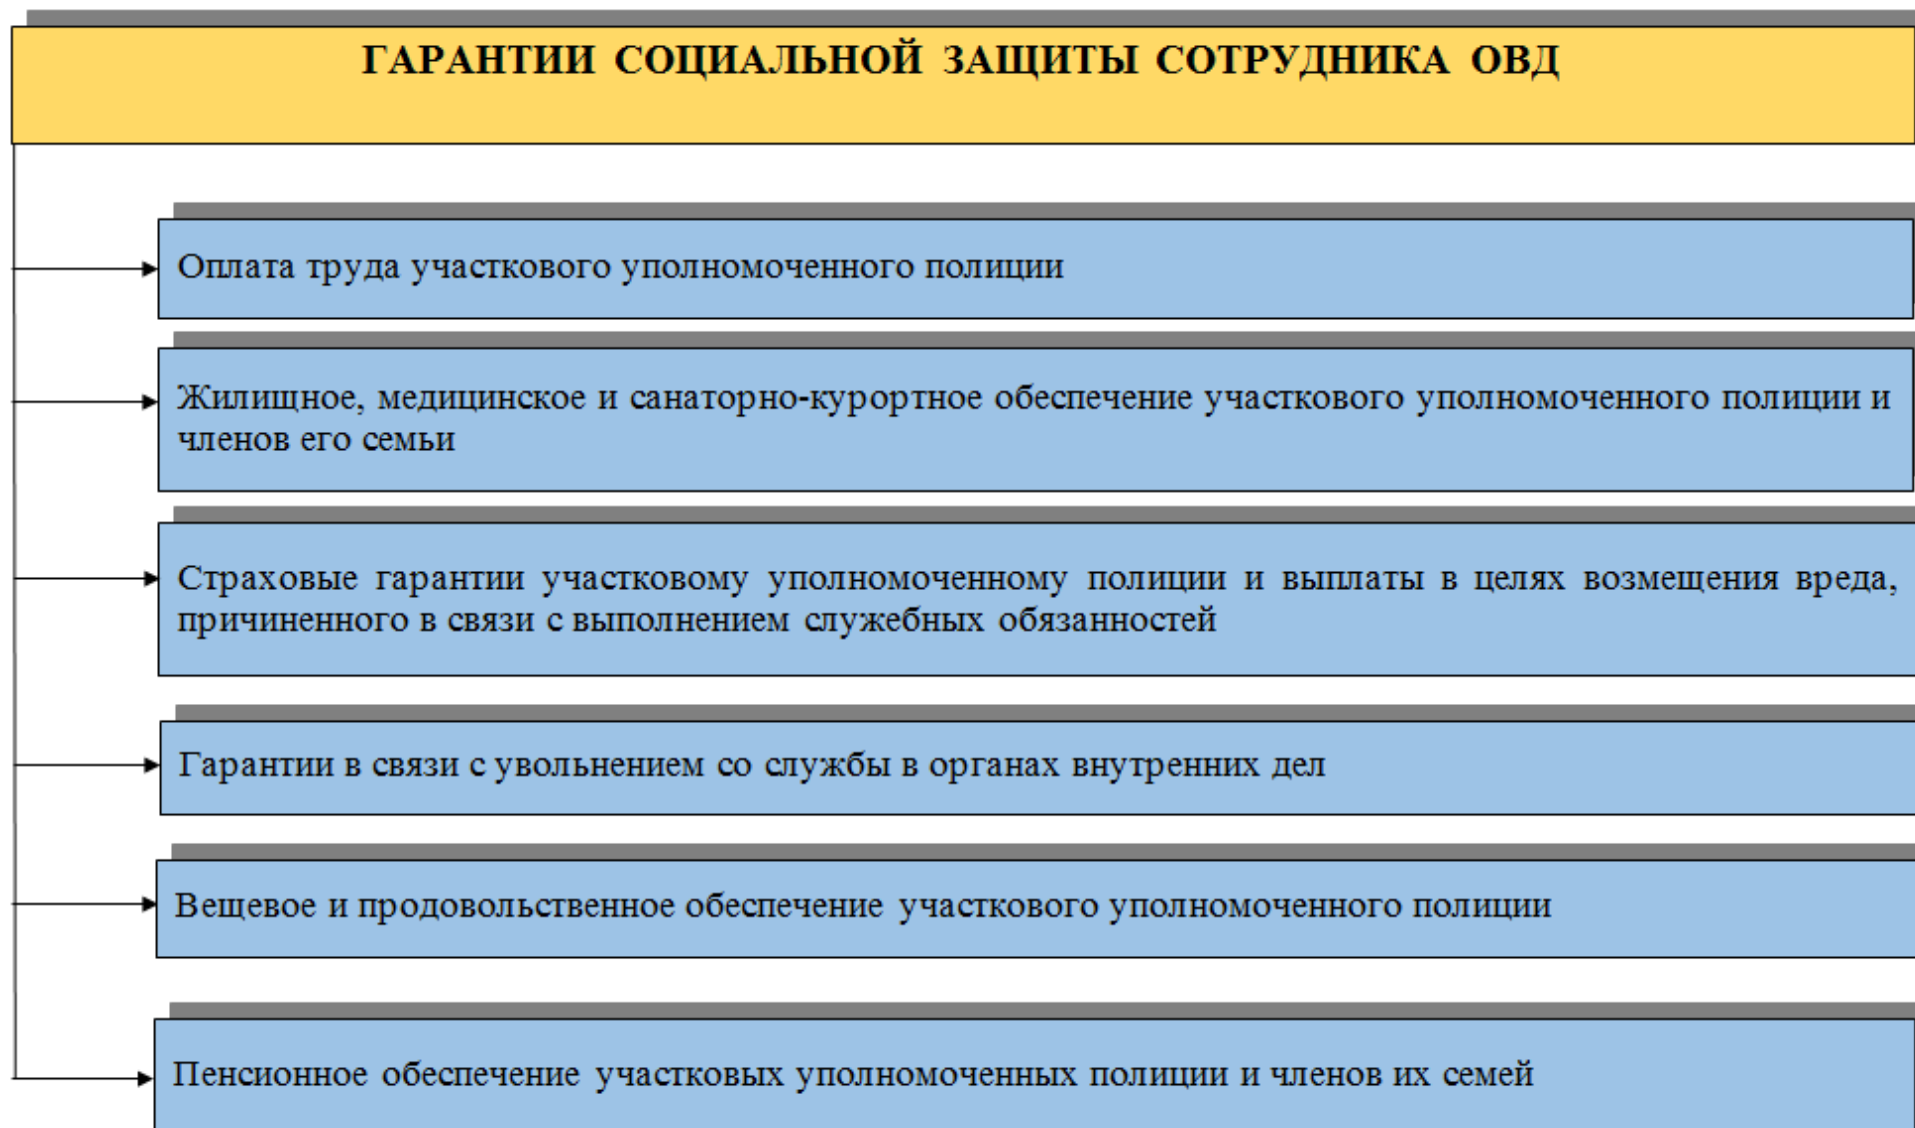 ГАРАНТИИ СОЦИАЛЬНОЙ ЗАЩИТЫ СОТРУДНИКА ОВД
Оплата труда участкового уполномоченного полиции
Жилищное, медицинское и санаторно-курортное обеспечение участкового уполномоченного полиции и
членов его семьи
Страховые гарантии участковому уполномоченному полиции и выплаты в целях возмещения вреда,
причиненного в связи с выполнением служебных обязанностей
Гарантии в связи с увольнением со службы в органах внутренних дел
Вещевое и продовольственное обеспечение участкового уполномоченного полиции
Пенсионное обеспечение участковых уполномоченных полиции и членов их семей